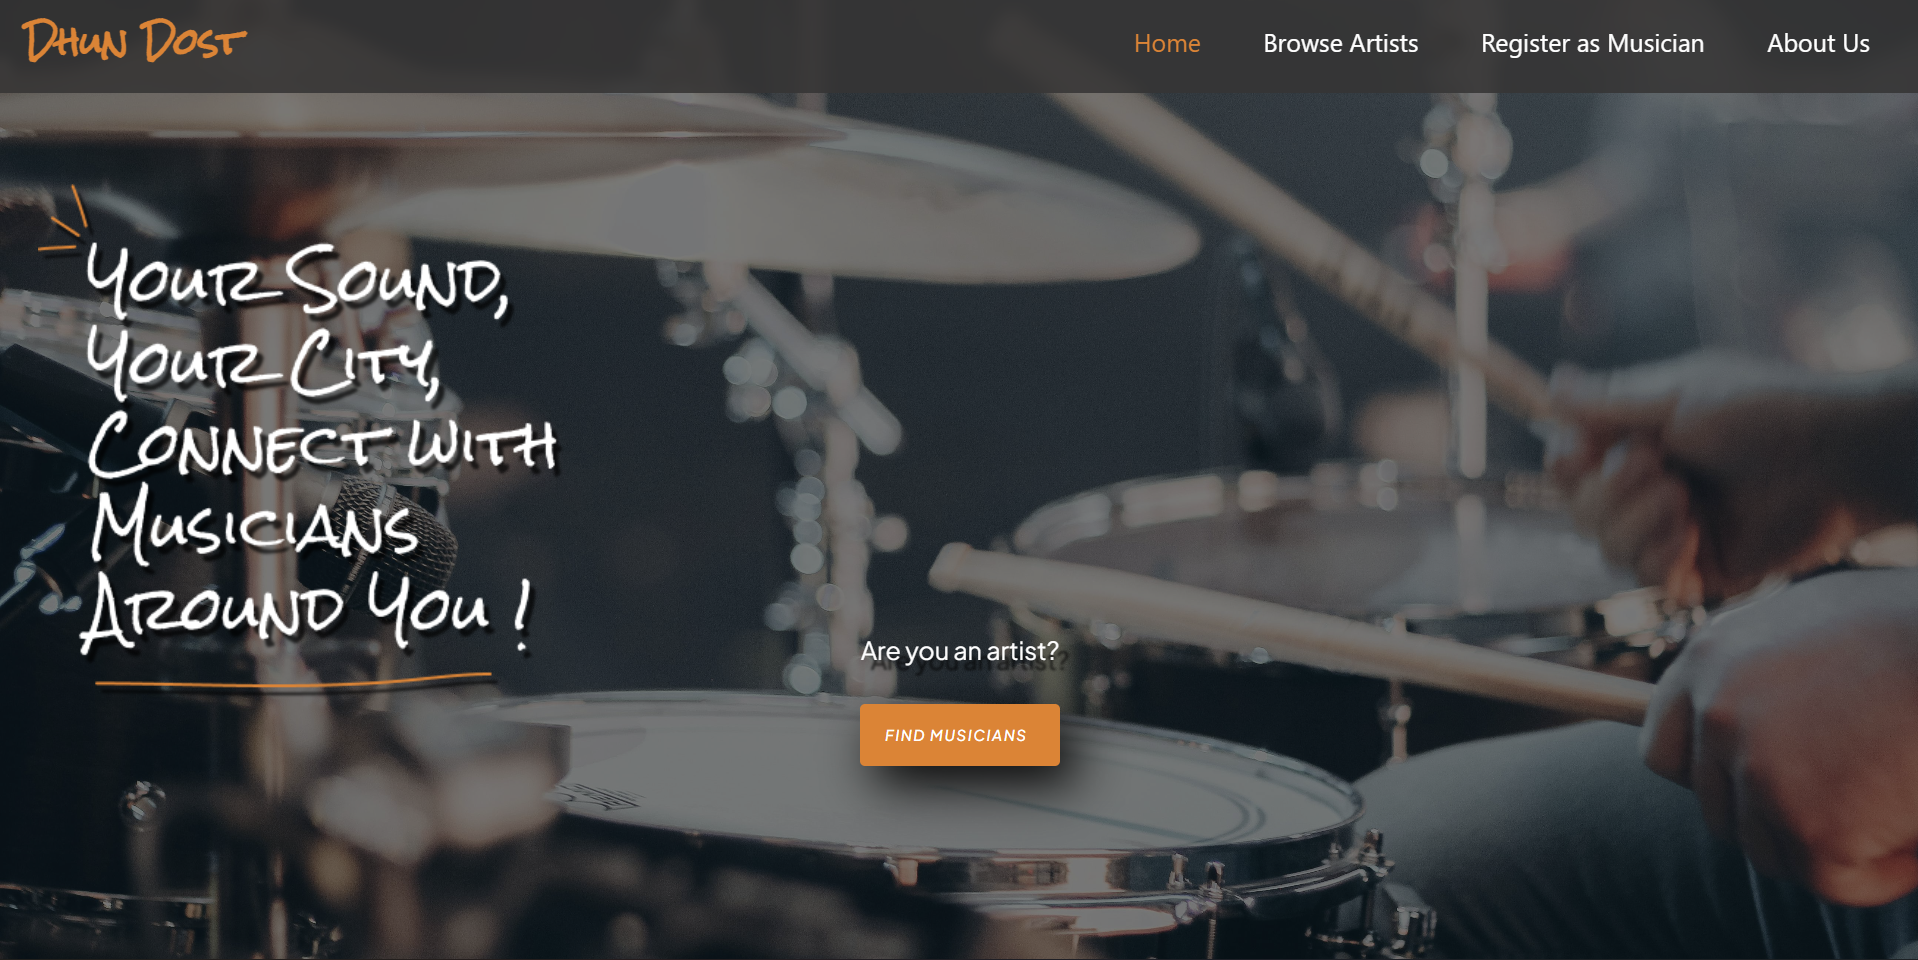 Dhun Dost
Home Browse Artists Register as Musician About Us
Your Sound,
Your City,
Connect with
Musicians
Around You !
Are you an artist?
FIND MUSICIANS